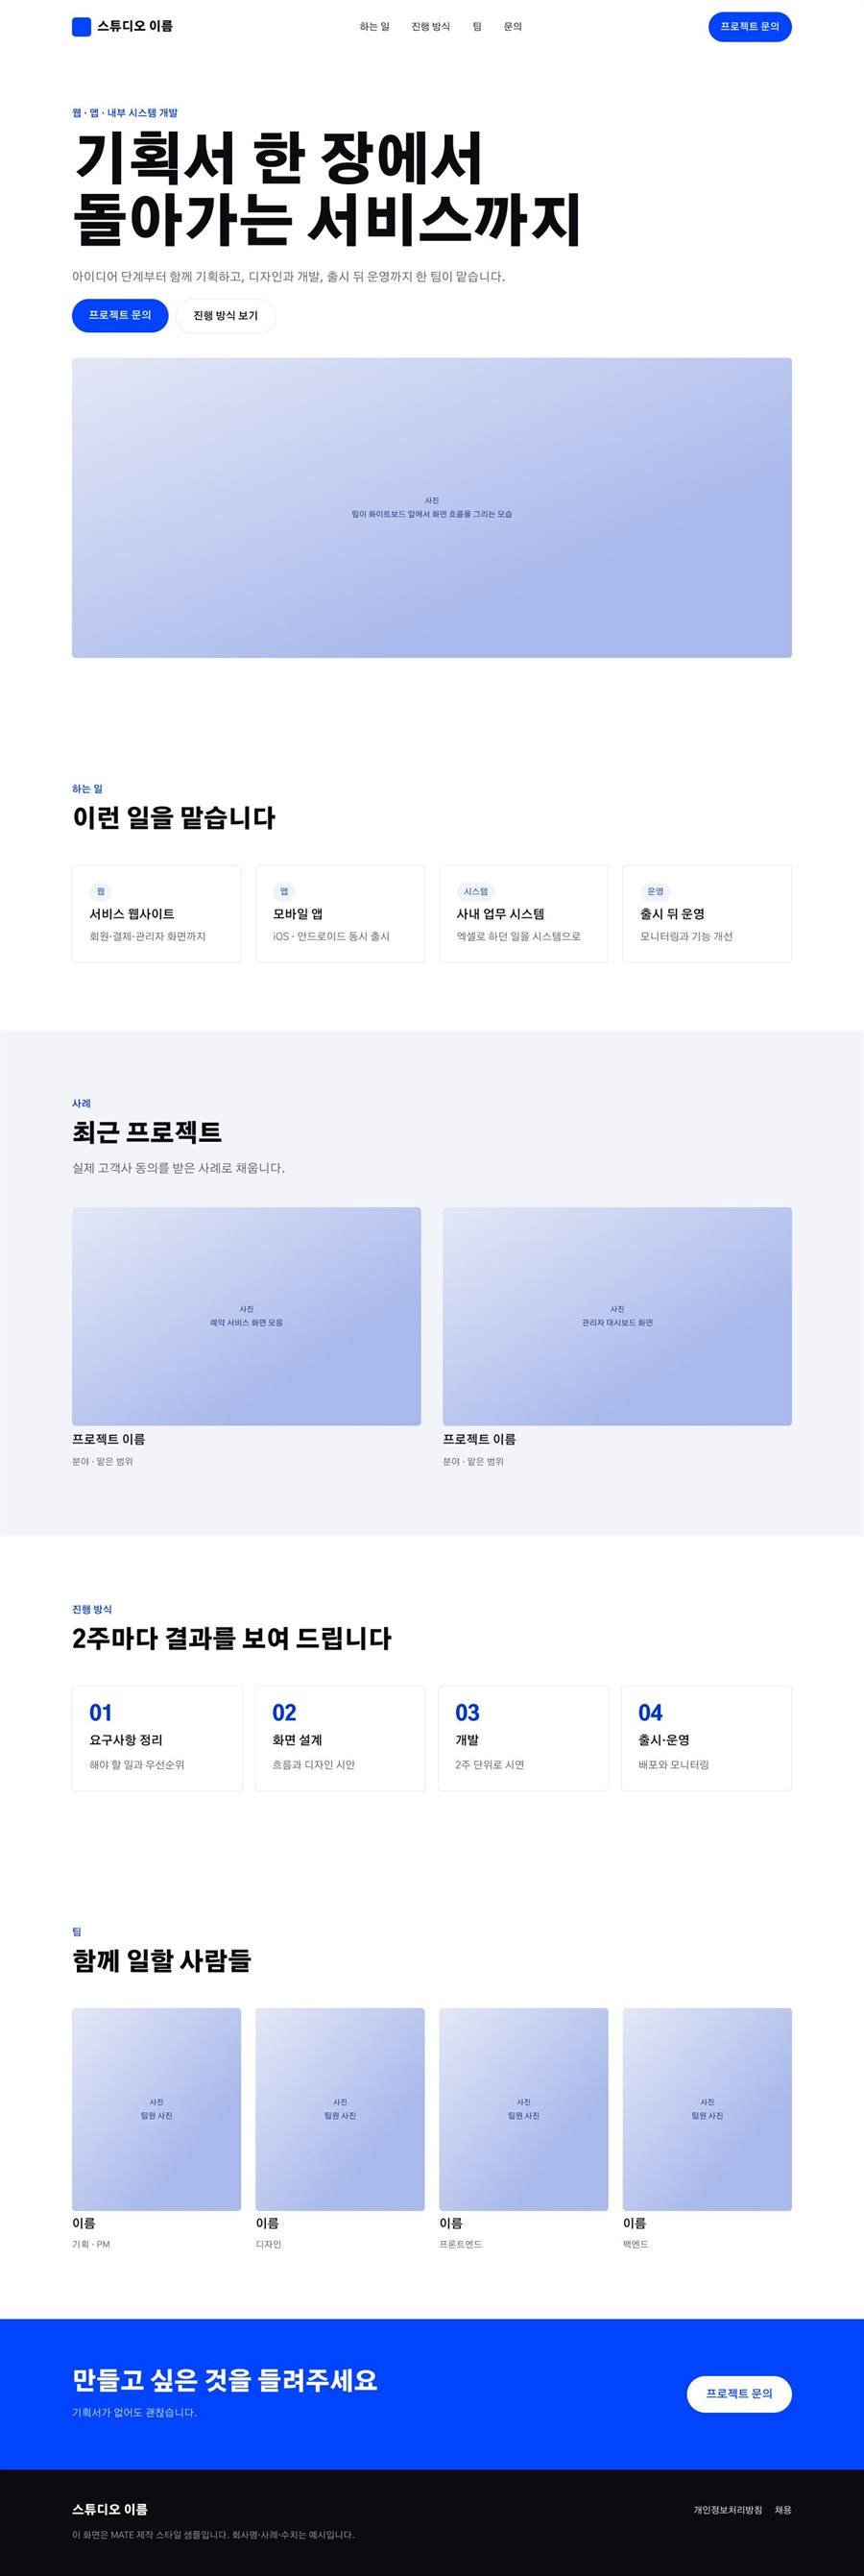 스튜디오 이름
하는 일 진행 방식 팀 문의
프로젝트 문의
웹 · 앱 · 내부 시스템 개발
기획서 한 장에서
돌아가는 서비스까지
아이디어 단계부터 함께 기획하고, 디자인과 개발, 출시 뒤 운영까지 한 팀이 맡습니다.
프로젝트 문의 진행 방식 보기
사진
팀이 화이트보드 앞에서 화면 흐름을 그리는 모습
하는 일
이런 일을 맡습니다
웹
서비스 웹사이트
회원·결제·관리자 화면까지
앱
모바일 앱
iOS · 안드로이드 동시 출시
시스템
사내 업무 시스템
엑셀로 하던 일을 시스템으로
운영
출시 뒤 운영
모니터링과 기능 개선
사례
최근 프로젝트
실제 고객사 동의를 받은 사례로 채웁니다.
사진
예약 서비스 화면 모음
프로젝트 이름
분야 · 맡은 범위
사진
관리자 대시보드 화면
프로젝트 이름
분야 · 맡은 범위
진행 방식
2주마다 결과를 보여 드립니다
01
요구사항 정리
해야 할 일과 우선순위
02
화면 설계
흐름과 디자인 시안
03
개발
2주 단위로 시연
04
출시·운영
배포와 모니터링
팀
함께 일할 사람들
사진
팀원 사진
이름
기획 · PM
사진
팀원 사진
이름
디자인
사진
팀원 사진
이름
프론트엔드
사진
팀원 사진
이름
백엔드
만들고 싶은 것을 들려주세요
기획서가 없어도 괜찮습니다.
프로젝트 문의
스튜디오 이름
개인정보처리방침 채용
이 화면은 MATE 제작 스타일 샘플입니다. 회사명·사례·수치는 예시입니다.